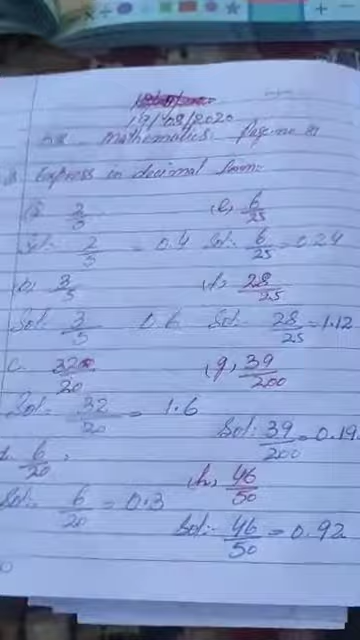 19/08/2020
Mathematics. Page no
Express in decimal form:-
2/5
(e) 6/25
Sol:- 2/5 = 0.4 Sol:- 6/25 = 0.24
(b) 3/5
28/25
Sol:- 3/5 0.6 Sol:- 28/25 = 1.12
c. 32/20
(g) 39/200
Sol:- 32/20 = 1.6
Sol:- 39/200 = 0.19
6/20
(h) 46/50
Sol:- 6/20 = 0.3
Sol:- 46/50 = 0.92